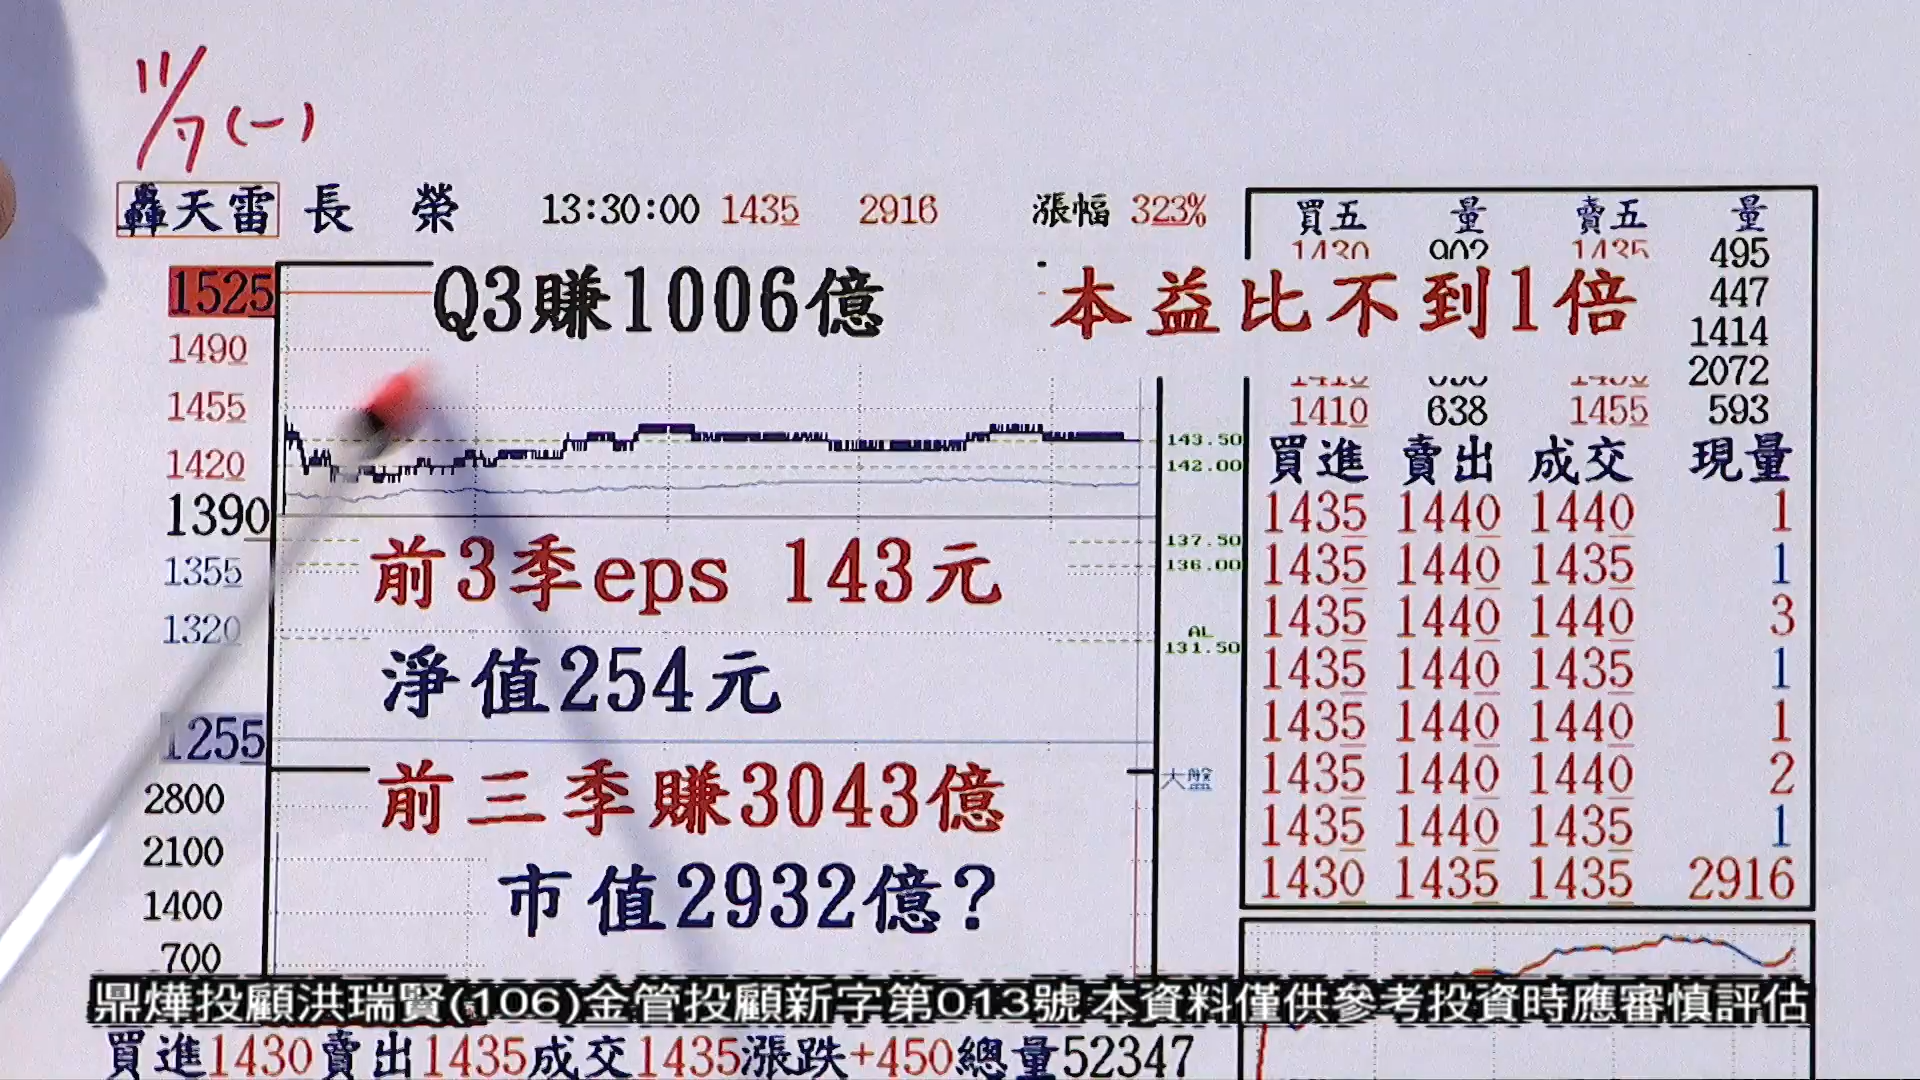 11/7(一)
轟天雷 長 榮 13:30:00 1435 2916 漲幅 323%
買五 量 賣五 量
1430 902 1435 495
1525
Q3賺1006億 本益比不到1倍
447
1490
1414
2072
1455
1410 638 1455 593
143.50
1420
142.00
買進 賣出 成交 現量
1390
1435 1440 1440 1
137.50
136.00
前3季eps 143元
1355
1435 1440 1435 1
1320
1435 1440 1440 3
AL
131.50
淨值254元
1435 1440 1435 1
1255
1435 1440 1440 1
大盤
1435 1440 1440 2
前三季賺3043億
2800
1435 1440 1435 1
2100
市值2932億?
1430 1435 1435 2916
1400
700
鼎燁投顧洪瑞賢(106)金管投顧新字第013號 本資料僅供參考投資時應審慎評估
買進1430賣出1435成交1435漲跌+450總量52347